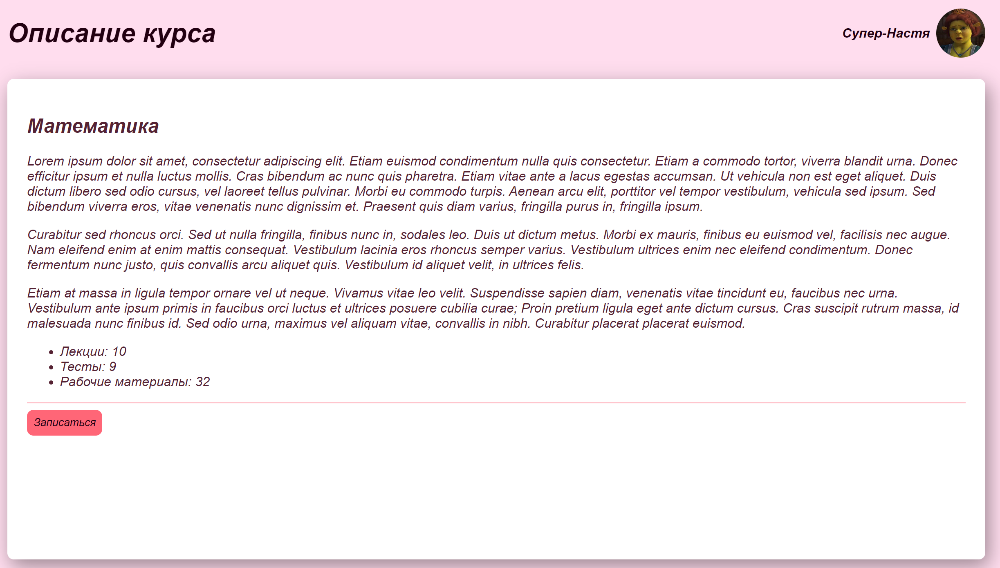 Описание курса
Супер-Настя
Математика
Lorem ipsum dolor sit amet, consectetur adipiscing elit. Etiam euismod condimentum nulla quis consectetur. Etiam a commodo tortor, viverra blandit urna. Donec
efficitur ipsum et nulla luctus mollis. Cras bibendum ac nunc quis pharetra. Etiam vitae ante a lacus egestas accumsan. Ut vehicula non est eget aliquet. Duis
dictum libero sed odio cursus, vel laoreet tellus pulvinar. Morbi eu commodo turpis. Aenean arcu elit, porttitor vel tempor vestibulum, vehicula sed ipsum. Sed
bibendum viverra eros, vitae venenatis nunc dignissim et. Praesent quis diam varius, fringilla purus in, fringilla ipsum.
Curabitur sed rhoncus orci. Sed ut nulla fringilla, finibus nunc in, sodales leo. Duis ut dictum metus. Morbi ex mauris, finibus eu euismod vel, facilisis nec augue.
Nam eleifend enim at enim mattis consequat. Vestibulum lacinia eros rhoncus semper varius. Vestibulum ultrices enim nec eleifend condimentum. Donec
fermentum nunc justo, quis convallis arcu aliquet quis. Vestibulum id aliquet velit, in ultrices felis.
Etiam at massa in ligula tempor ornare vel ut neque. Vivamus vitae leo velit. Suspendisse sapien diam, venenatis vitae tincidunt eu, faucibus nec urna.
Vestibulum ante ipsum primis in faucibus orci luctus et ultrices posuere cubilia curae; Proin pretium ligula eget ante dictum cursus. Cras suscipit rutrum massa, id
malesuada nunc finibus id. Sed odio urna, maximus vel aliquam vitae, convallis in nibh. Curabitur placerat placerat euismod.
• Лекции: 10
• Тесты: 9
• Рабочие материалы: 32
Записаться